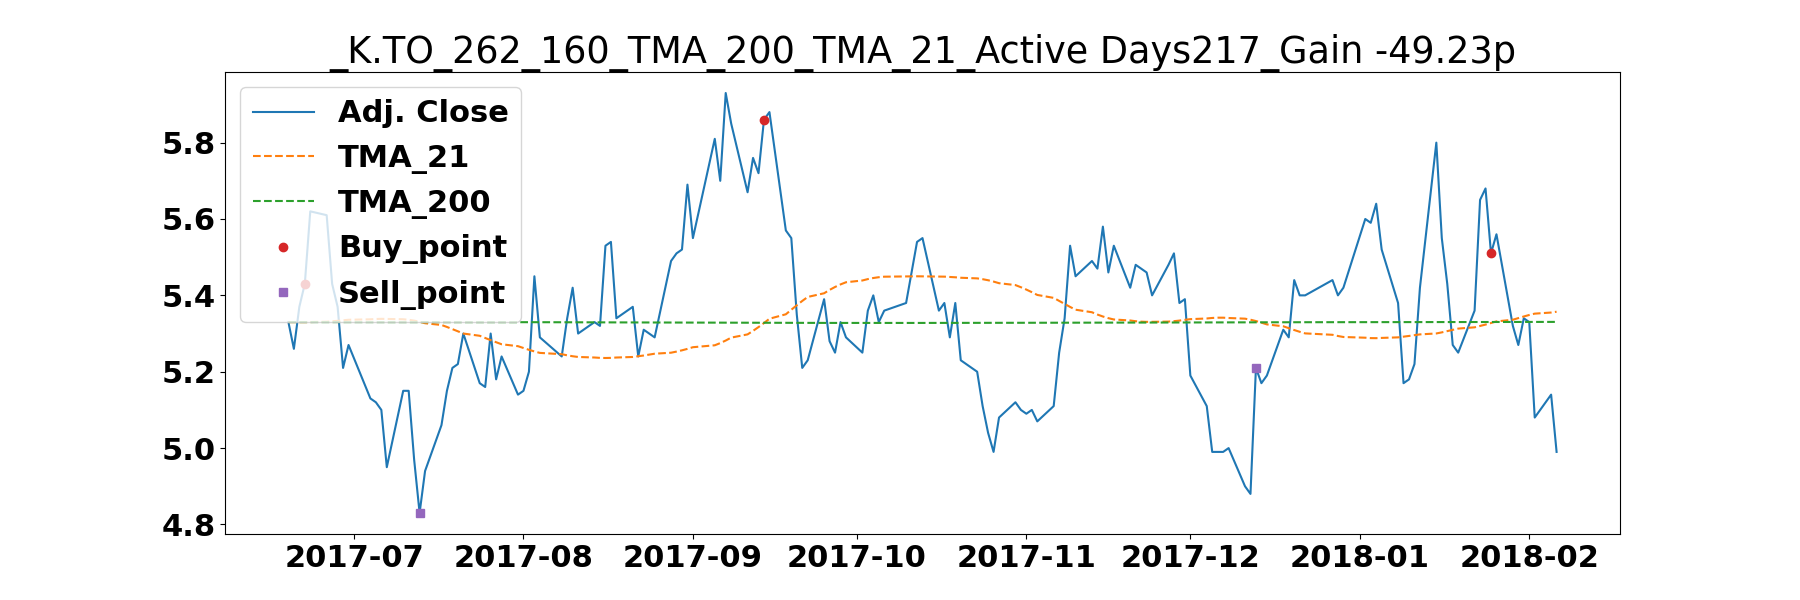 _K.TO_262_160_TMA_200_TMA_21_Active Days217_Gain -49.23p
Adj. Close
TMA_21
TMA_200
Buy_point
Sell_point
5.8
5.6
5.4
5.2
5.0
4.8
2017-07 2017-08 2017-09 2017-10 2017-11 2017-12 2018-01 2018-02